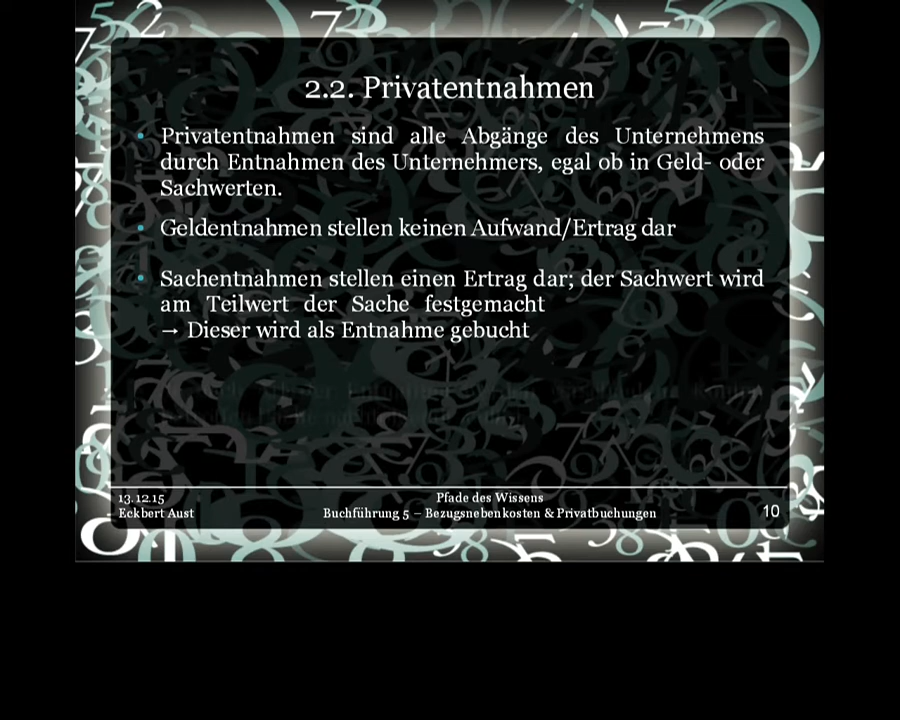 2.2. Privatentnahmen
• Privatentnahmen sind alle Abgänge des Unternehmens
durch Entnahmen des Unternehmers, egal ob in Geld- oder
Sachwerten.
• Geldentnahmen stellen keinen Aufwand/Ertrag dar
• Sachentnahmen stellen einen Ertrag dar; der Sachwert wird
am Teilwert der Sache festgemacht
→ Dieser wird als Entnahme gebucht
13.12.15
Eckbert Aust
Pfade des Wissens
Buchführung 5 – Bezugsnebenkosten & Privatbuchungen
10